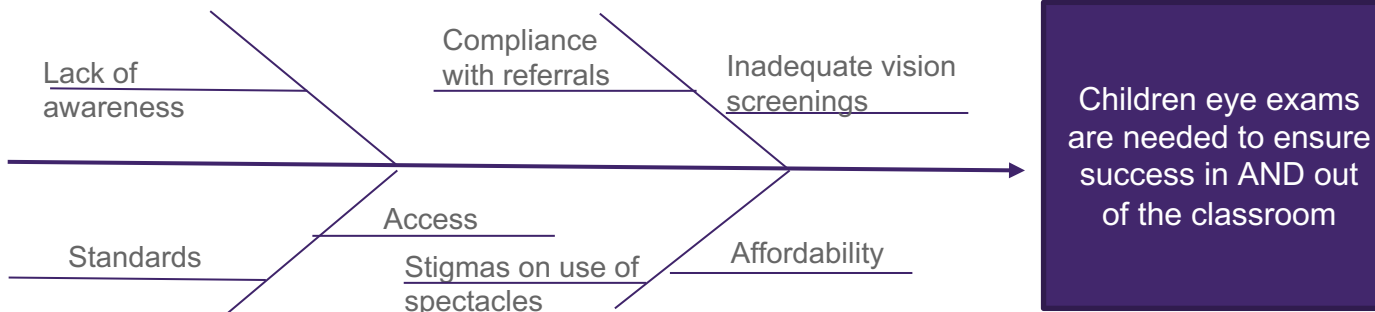 Lack of
awareness
Compliance
with referrals
Inadequate vision
screenings
Standards
Access
Stigmas on use of
spectacles
Affordability
Children eye exams
are needed to ensure
success in AND out
of the classroom